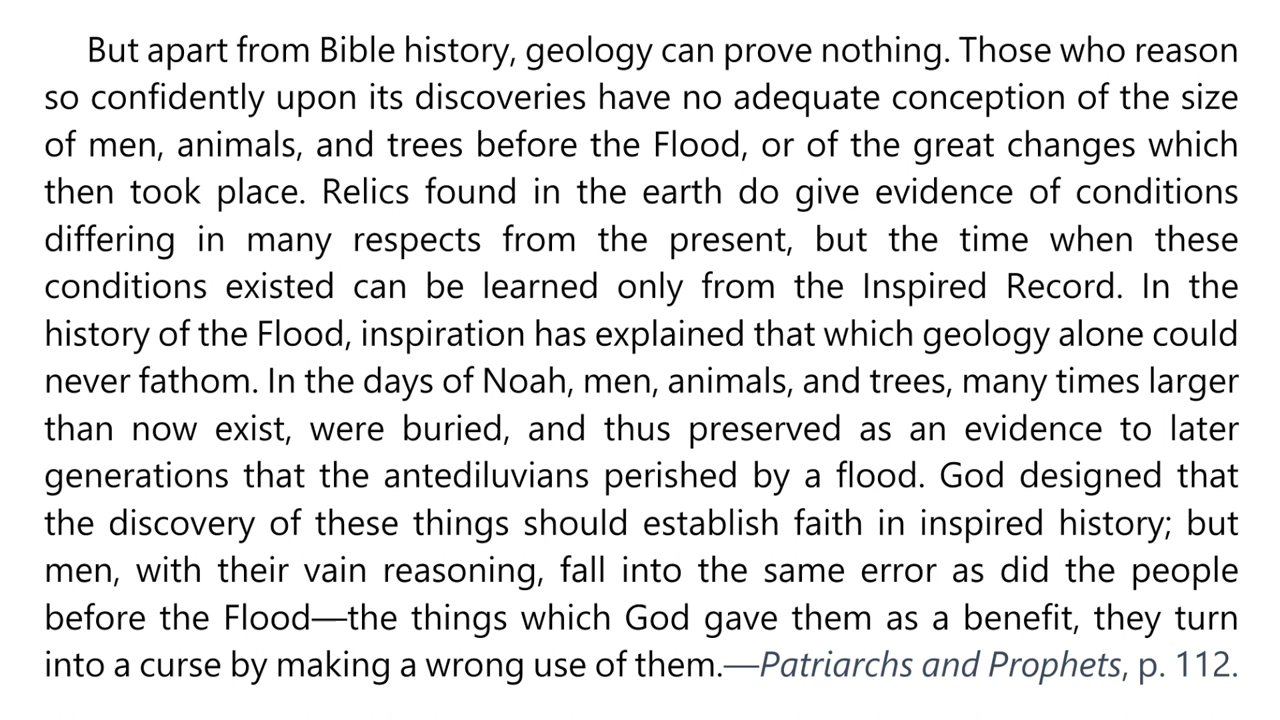 But apart from Bible history, geology can prove nothing. Those who reason
so confidently upon its discoveries have no adequate conception of the size
of men, animals, and trees before the Flood, or of the great changes which
then took place. Relics found in the earth do give evidence of conditions
differing in many respects from the present, but the time when these
conditions existed can be learned only from the Inspired Record. In the
history of the Flood, inspiration has explained that which geology alone could
never fathom. In the days of Noah, men, animals, and trees, many times larger
than now exist, were buried, and thus preserved as an evidence to later
generations that the antediluvians perished by a flood. God designed that
the discovery of these things should establish faith in inspired history; but
men, with their vain reasoning, fall into the same error as did the people
before the Flood—the things which God gave them as a benefit, they turn
into a curse by making a wrong use of them.—Patriarchs and Prophets, p. 112.